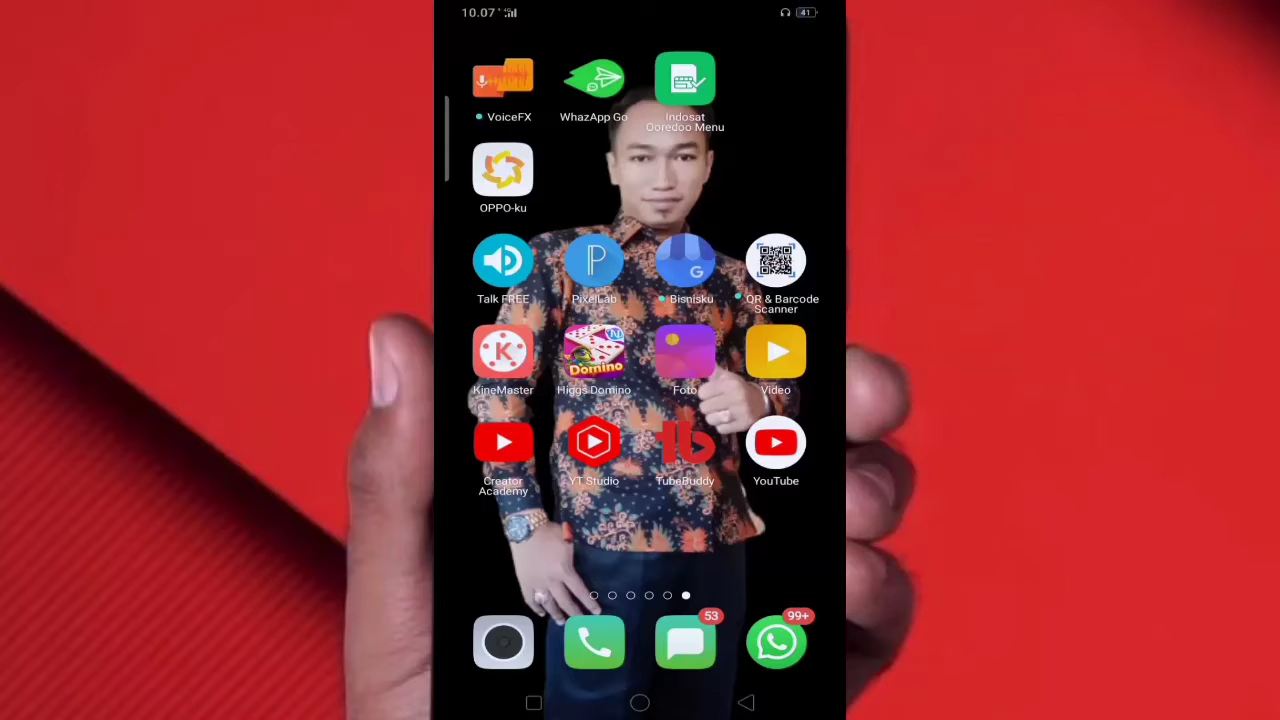 10.07
41
VoiceFX
WhazApp Go
Indosat
Ooredoo Menu
OPPO-ku
Talk FREE
PixelLab
Bisnisku
QR & Barcode
Scanner
KineMaster
Higgs Domino
Foto
Video
Creator
Academy
YT Studio
TubeBuddy
YouTube
53
99+
P
G
K
N
Domino
tb